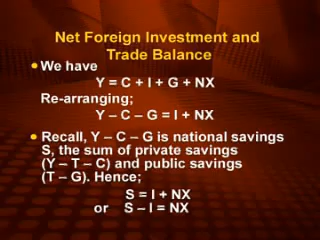 Net Foreign Investment and
Trade Balance
• We have
Y = C + I + G + NX
Re-arranging;
Y – C – G = I + NX
• Recall, Y – C – G is national savings
S, the sum of private savings
(Y – T – C) and public savings
(T – G). Hence;
S = I + NX
or S – I = NX